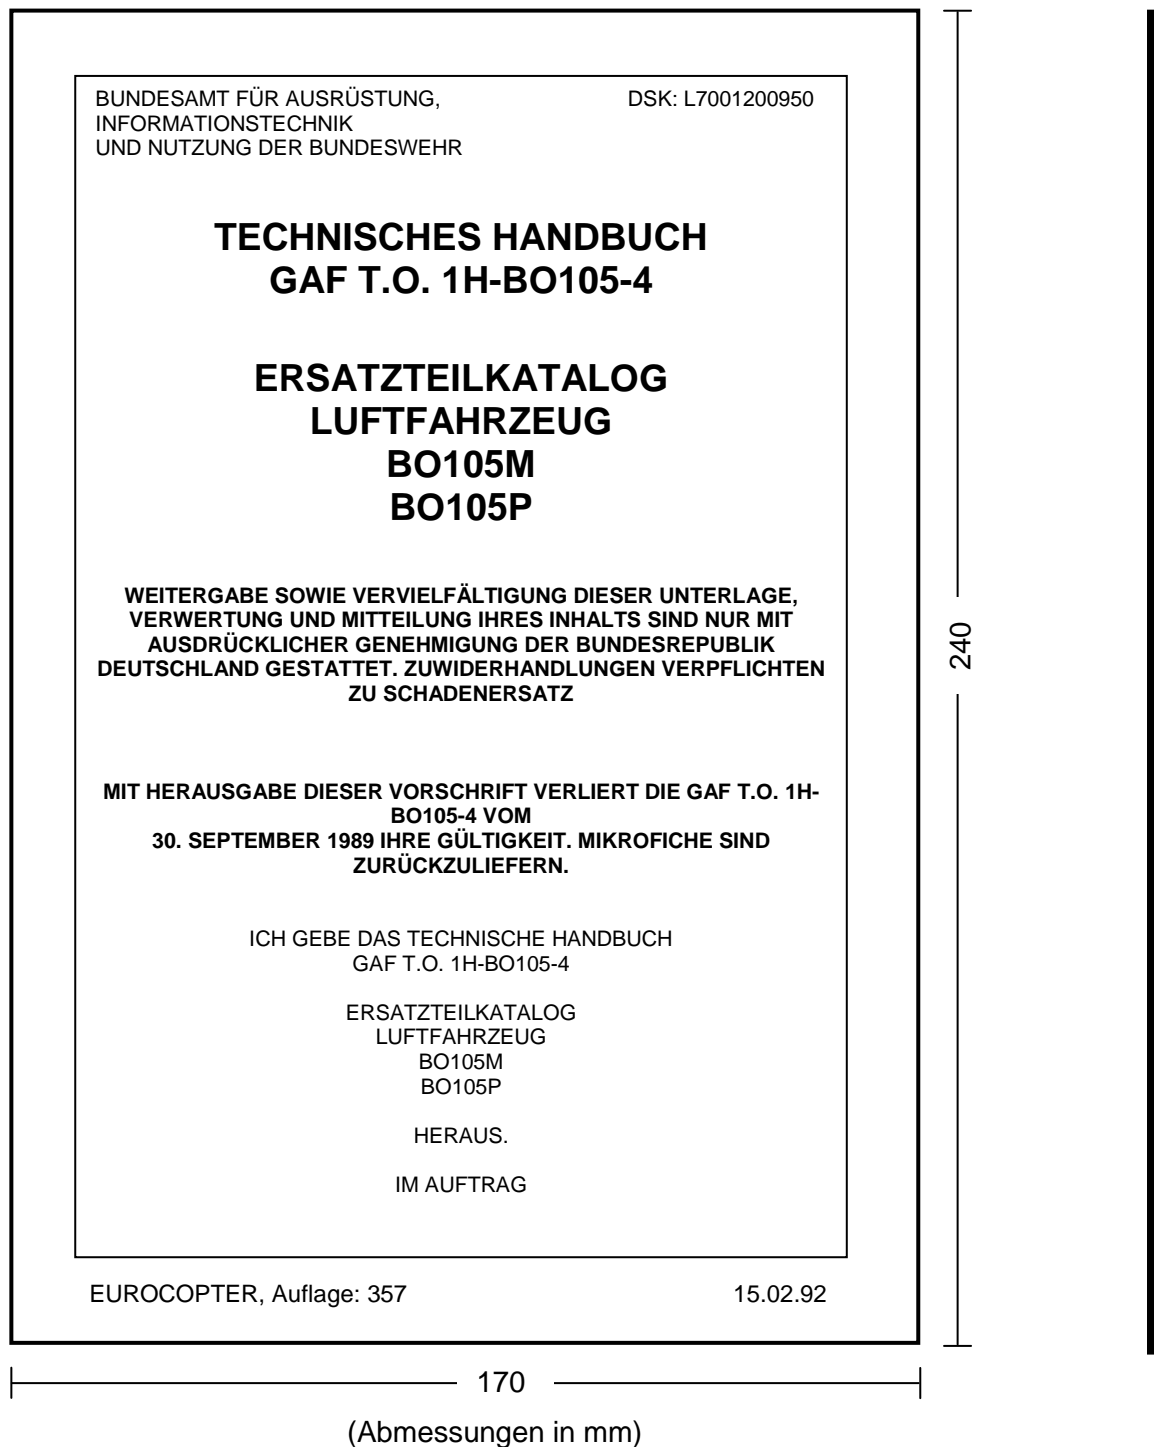 BUNDESAMT FÜR AUSRÜSTUNG, DSK: L7001200950
INFORMATIONSTECHNIK
UND NUTZUNG DER BUNDESWEHR
TECHNISCHES HANDBUCH
GAF T.O. 1H-BO105-4
ERSATZTEILKATALOG
LUFTFAHRZEUG
BO105M
BO105P
WEITERGABE SOWIE VERVIELFÄLTIGUNG DIESER UNTERLAGE,
VERWERTUNG UND MITTEILUNG IHRES INHALTS SIND NUR MIT
AUSDRÜCKLICHER GENEHMIGUNG DER BUNDESREPUBLIK
DEUTSCHLAND GESTATTET. ZUWIDERHANDLUNGEN VERPFLICHTEN
ZU SCHADENERSATZ
MIT HERAUSGABE DIESER VORSCHRIFT VERLIERT DIE GAF T.O. 1H-
BO105-4 VOM
30. SEPTEMBER 1989 IHRE GÜLTIGKEIT. MIKROFICHE SIND
ZURÜCKZULIEFERN.
ICH GEBE DAS TECHNISCHE HANDBUCH
GAF T.O. 1H-BO105-4
ERSATZTEILKATALOG
LUFTFAHRZEUG
BO105M
BO105P
HERAUS.
IM AUFTRAG
EUROCOPTER, Auflage: 357 15.02.92
240
170
(Abmessungen in mm)